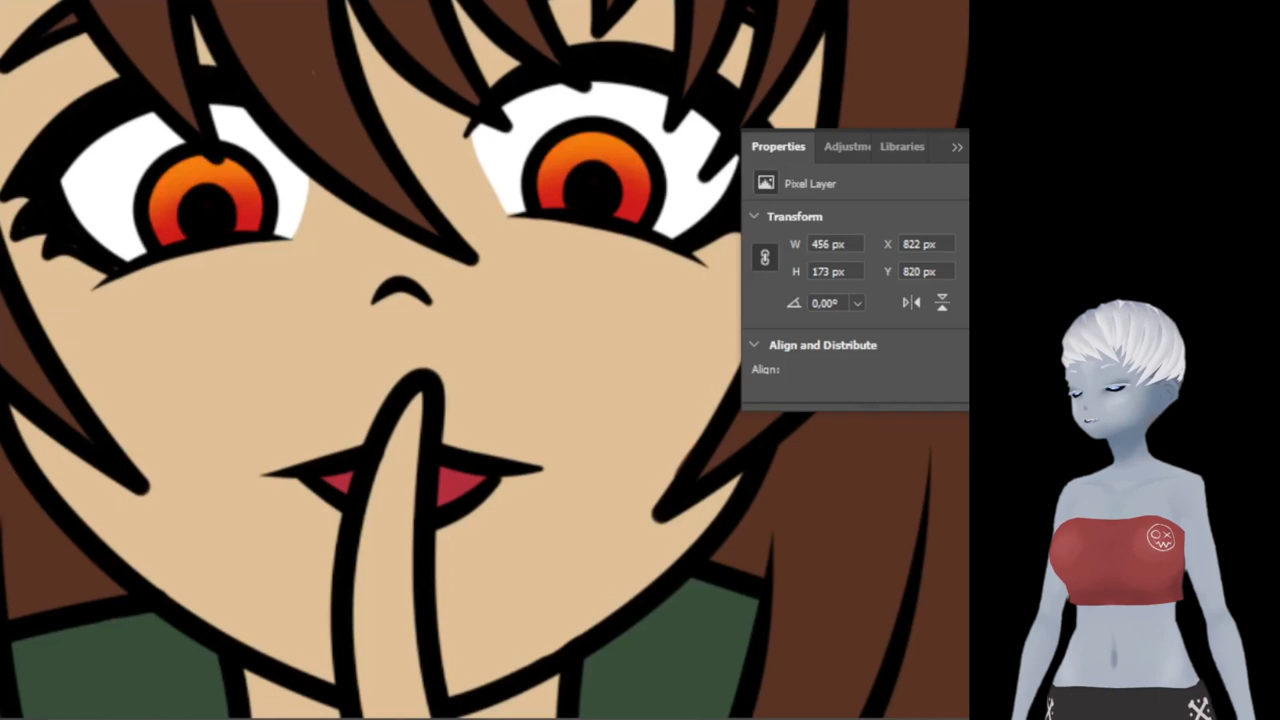 Properties Adjustme Libraries
Pixel Layer
Transform
W 456 px X 822 px
H 173 px Y 820 px
0,00°
Align and Distribute
Align: